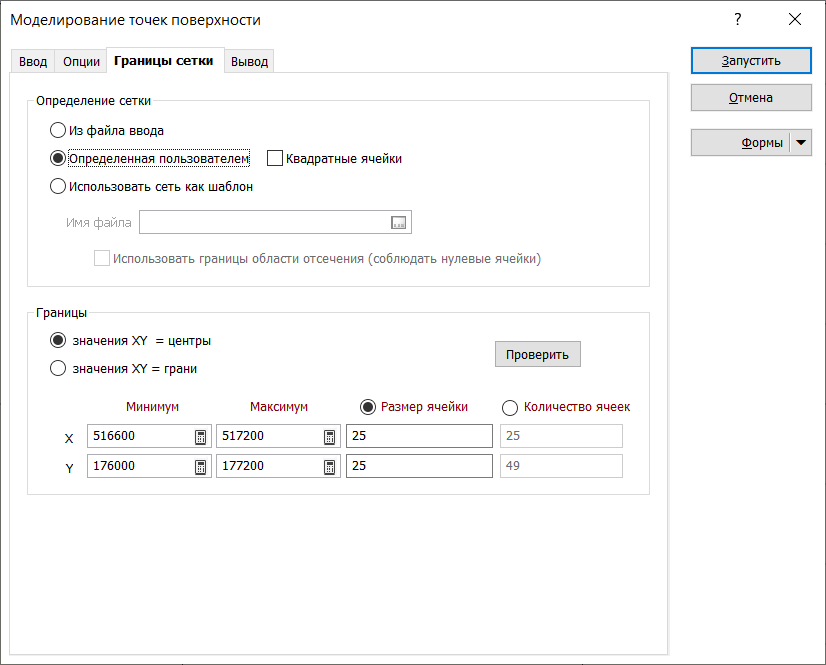 Моделирование точек поверхности
?
Ввод Опции Границы сетки Вывод
Запустить
Отмена
Формы
Определение сетки
Из файла ввода
Определенная пользователем Квадратные ячейки
Использовать сеть как шаблон
Имя файла
Использовать границы области отсечения (соблюдать нулевые ячейки)
Границы
значения XY = центры
Проверить
значения XY = грани
Минимум Максимум Размер ячейки Количество ячеек
X 516600 517200 25 25
Y 176000 177200 25 49